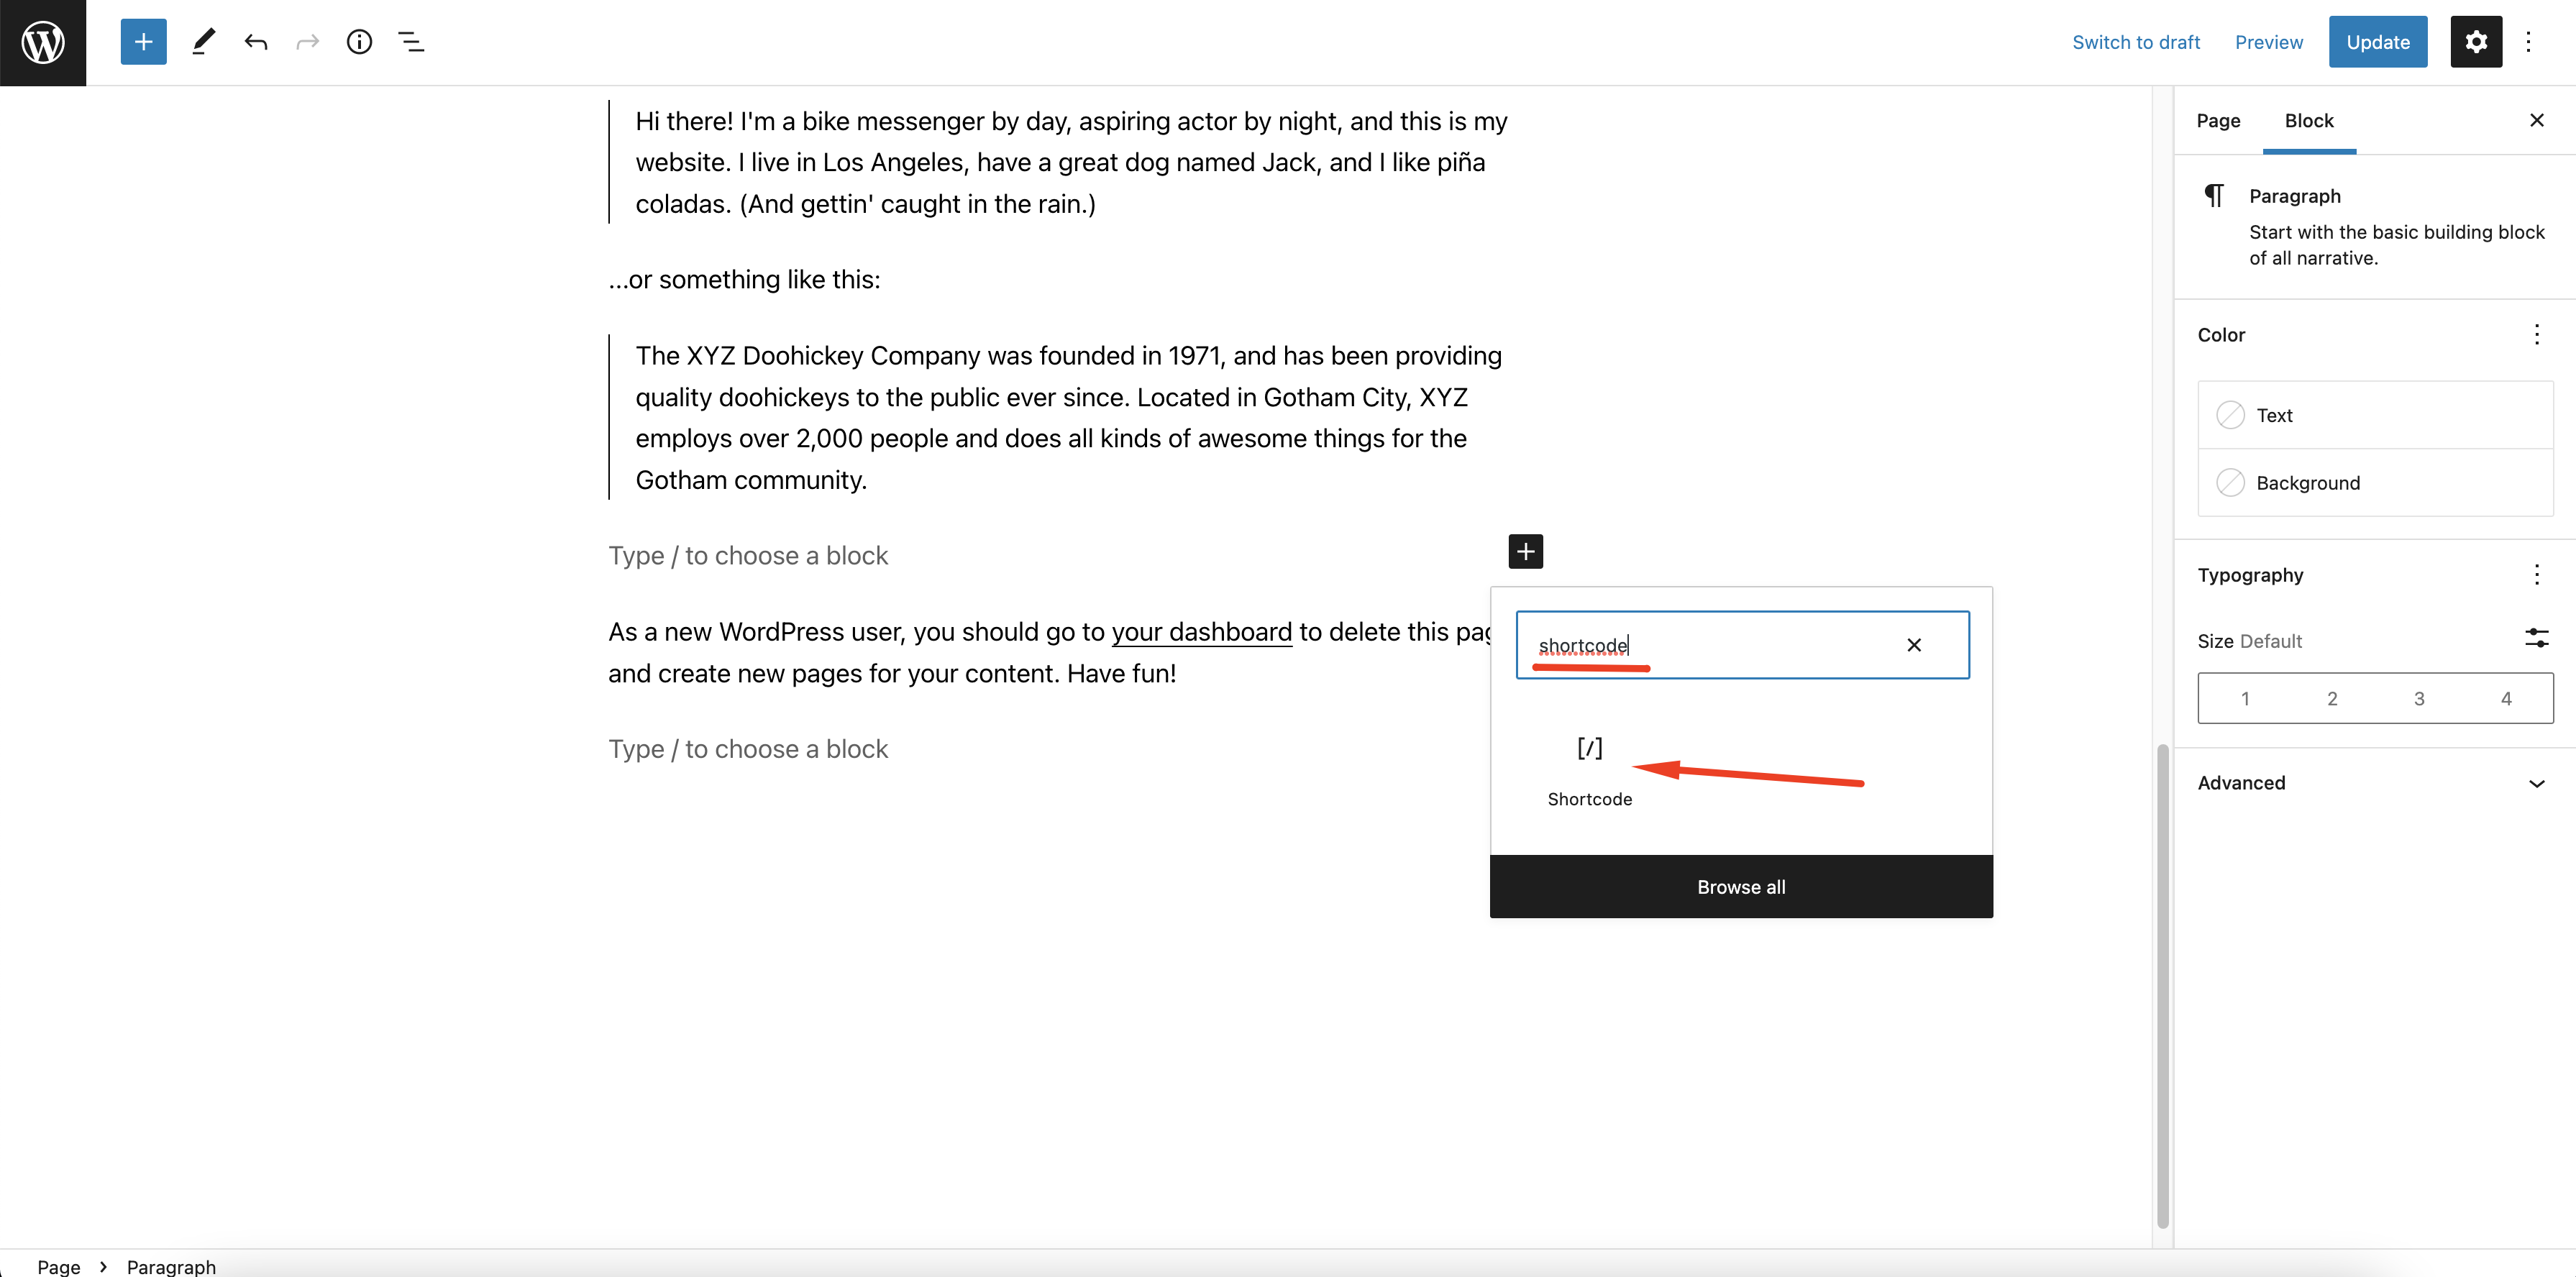 Switch to draft Preview Update
Hi there! I'm a bike messenger by day, aspiring actor by night, and this is my
website. I live in Los Angeles, have a great dog named Jack, and I like piña
coladas. (And gettin' caught in the rain.)
...or something like this:
The XYZ Doohickey Company was founded in 1971, and has been providing
quality doohickeys to the public ever since. Located in Gotham City, XYZ
employs over 2,000 people and does all kinds of awesome things for the
Gotham community.
Type / to choose a block
As a new WordPress user, you should go to your dashboard to delete this
and create new pages for your content. Have fun!
Type / to choose a block
shortcode
[/]
Shortcode
Browse all
Page Block
Paragraph
Start with the basic building block
of all narrative.
Color
Text
Background
Typography
Size Default
1 2 3 4
Advanced
Page > Paragraph